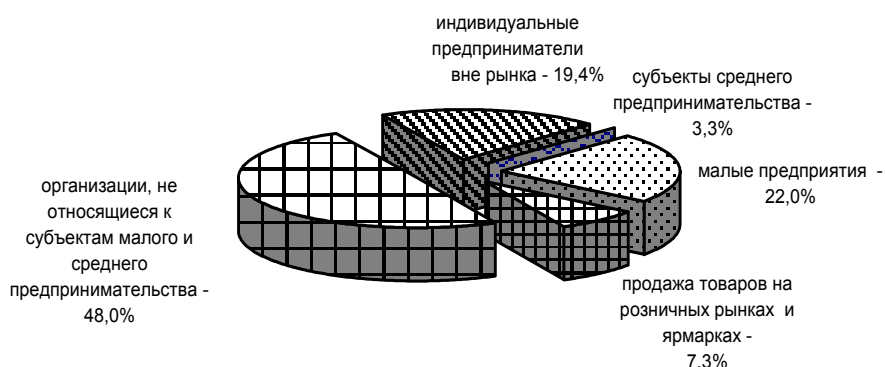 индивидуальные
предприниматели
вне рынка - 19,4%
субъекты среднего
предпринимательства -
3,3%
малые предприятия -
22,0%
организации, не
относящиеся к
субъектам малого и
среднего
предпринимательства -
48,0%
продажа товаров на
розничных рынках и
ярмарках -
7,3%